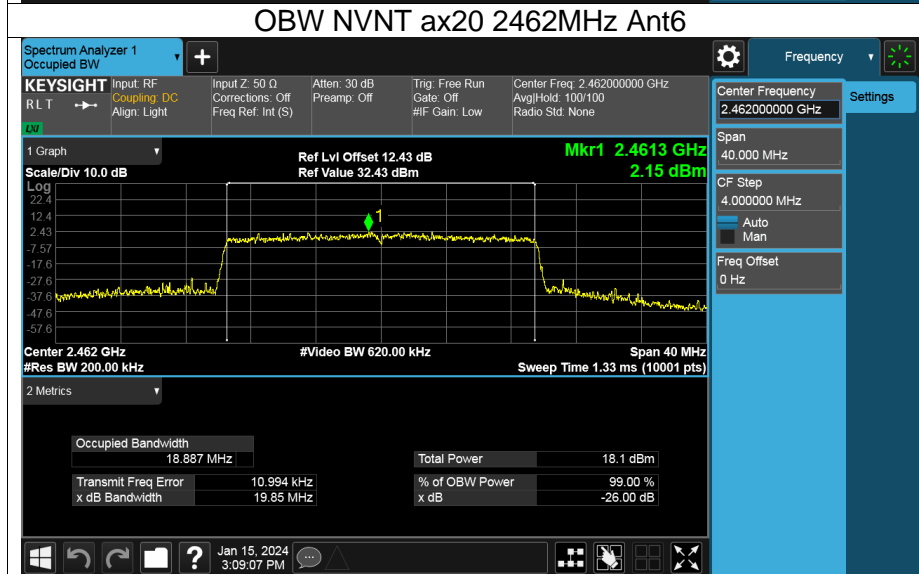 OBW NVNT ax20 2462MHz Ant6
Spectrum Analyzer 1
Occupied BW
+
Frequency
KEYSIGHT
RLT
LXI
Input: RF
Coupling: DC
Align: Light
Input Z: 50 Ω
Corrections: Off
Freq Ref: Int (S)
Atten: 30 dB
Preamp: Off
Trig: Free Run
Gate: Off
#IF Gain: Low
Center Freq: 2.462000000 GHz
Avg|Hold: 100/100
Radio Std: None
Center Frequency
2.462000000 GHz
Settings
Span
40.000 MHz
CF Step
4.000000 MHz
Auto
Man
Freq Offset
0 Hz
1 Graph
Ref Lvl Offset 12.43 dB
Mkr1 2.4613 GHz
Scale/Div 10.0 dB
Ref Value 32.43 dBm
2.15 dBm
Log
22.4
12.4
2.43
-7.57
-17.6
-27.6
-37.6
-47.6
-57.6
1
Center 2.462 GHz
#Video BW 620.00 kHz
Span 40 MHz
#Res BW 200.00 kHz
Sweep Time 1.33 ms (10001 pts)
2 Metrics
Occupied Bandwidth
18.887 MHz
Total Power 18.1 dBm
Transmit Freq Error 10.994 kHz
% of OBW Power 99.00 %
x dB Bandwidth 19.85 MHz
x dB -26.00 dB
?
Jan 15, 2024
3:09:07 PM